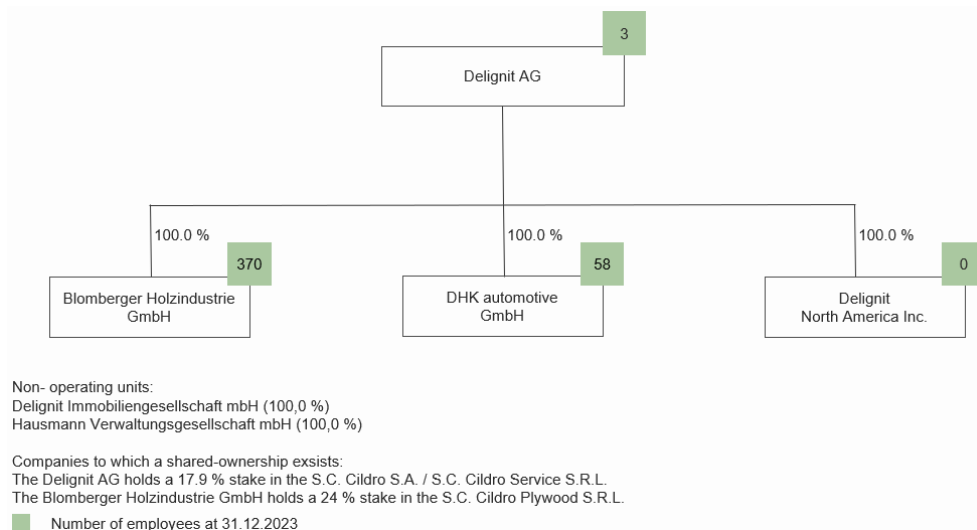 3
Delignit AG
100.0 %
100.0 %
100.0 %
370
58
0
Blomberger Holzindustrie
GmbH
DHK automotive
GmbH
Delignit
North America Inc.
Non- operating units:
Delignit Immobiliengesellschaft mbH (100,0 %)
Hausmann Verwaltungsgesellschaft mbH (100,0 %)
Companies to which a shared-ownership exsists:
The Delignit AG holds a 17.9 % stake in the S.C. Cildro S.A. / S.C. Cildro Service S.R.L.
The Blomberger Holzindustrie GmbH holds a 24 % stake in the S.C. Cildro Plywood S.R.L.
Number of employees at 31.12.2023